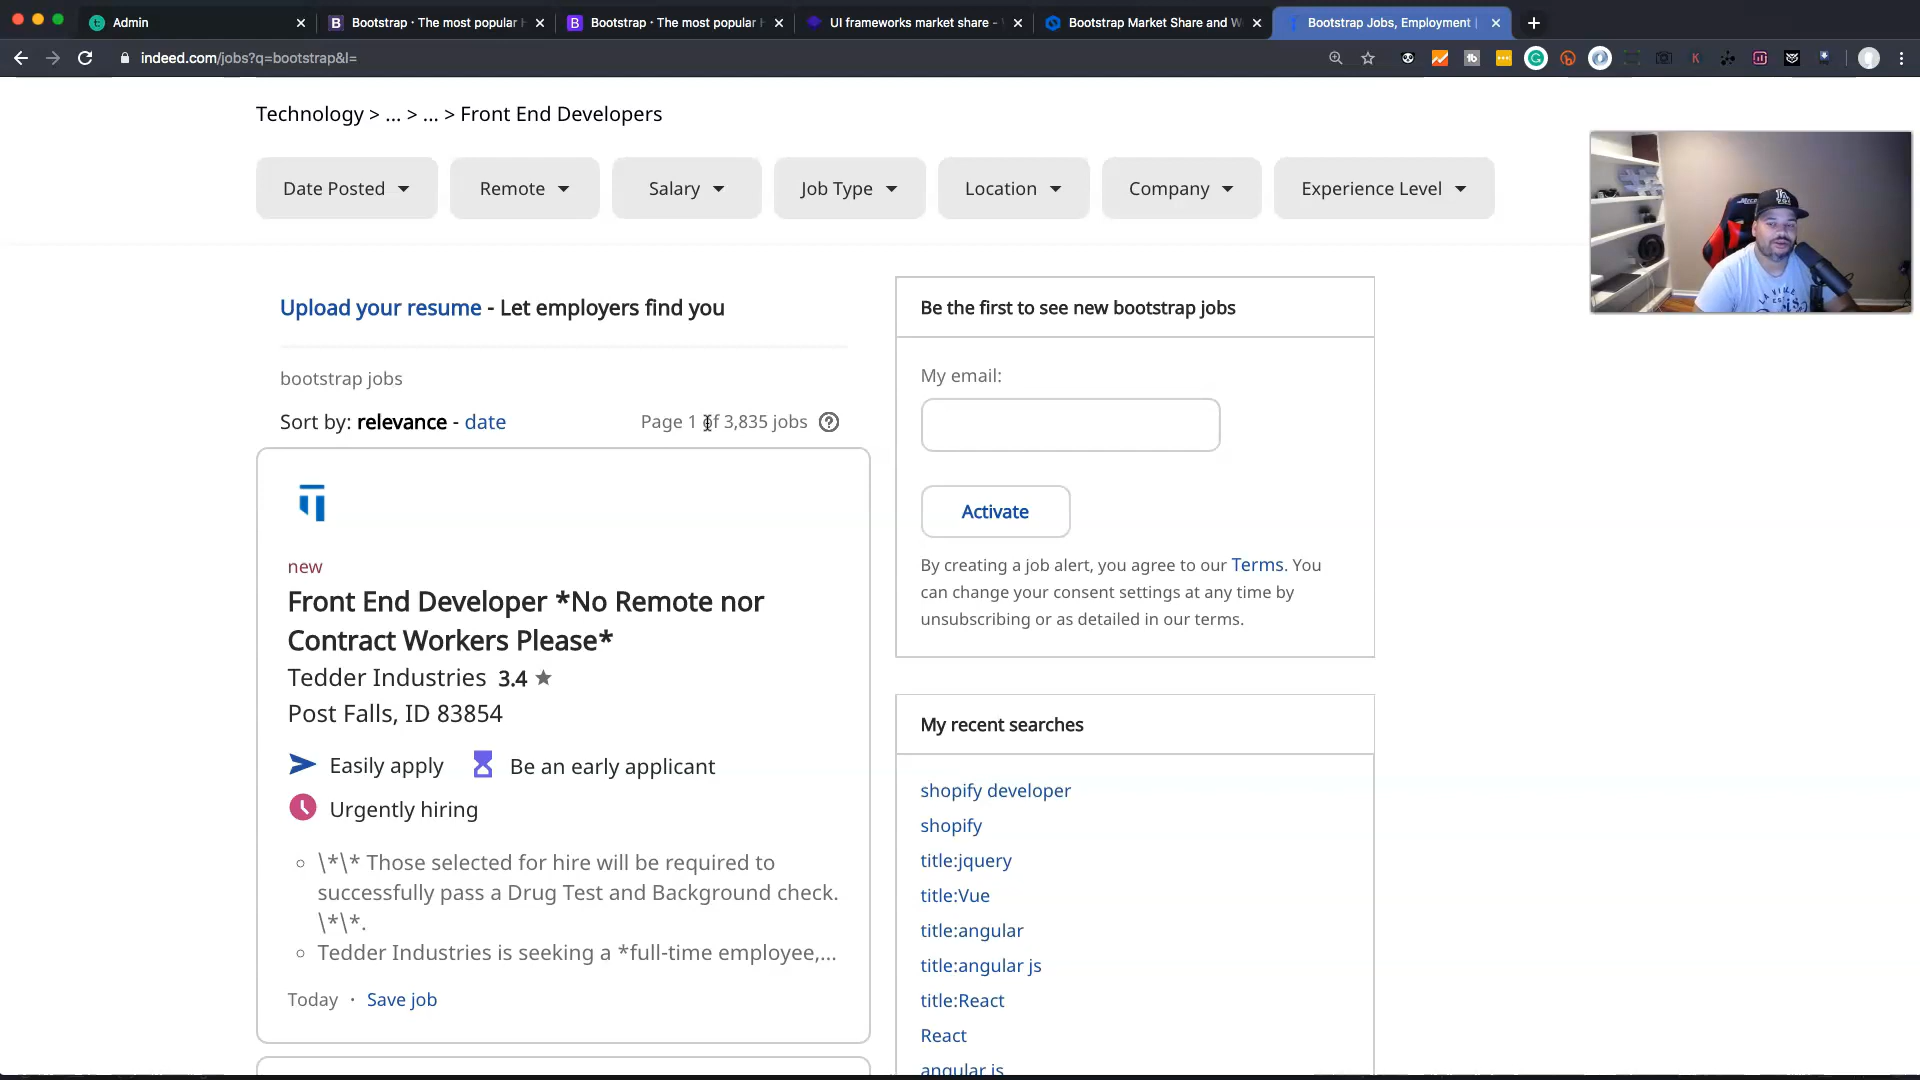 Admin
Bootstrap · The most popular H
Bootstrap · The most popular H
UI frameworks market share -
Bootstrap Market Share and W
Bootstrap Jobs, Employment |
indeed.com/jobs?q=bootstrap&l=
Technology > ... > ... > Front End Developers
Date Posted
Remote
Salary
Job Type
Location
Company
Experience Level
Upload your resume - Let employers find you
bootstrap jobs
Sort by: relevance - date
Page 1 of 3,835 jobs
new
Front End Developer *No Remote nor
Contract Workers Please*
Tedder Industries 3.4
Post Falls, ID 83854
Easily apply
Be an early applicant
Urgently hiring
\*\* Those selected for hire will be required to
successfully pass a Drug Test and Background check.
\*\*.
Tedder Industries is seeking a *full-time employee,...
Today · Save job
Be the first to see new bootstrap jobs
My email:
Activate
By creating a job alert, you agree to our Terms. You
can change your consent settings at any time by
unsubscribing or as detailed in our terms.
My recent searches
shopify developer
shopify
title:jquery
title:Vue
title:angular
title:angular js
title:React
React
angular js